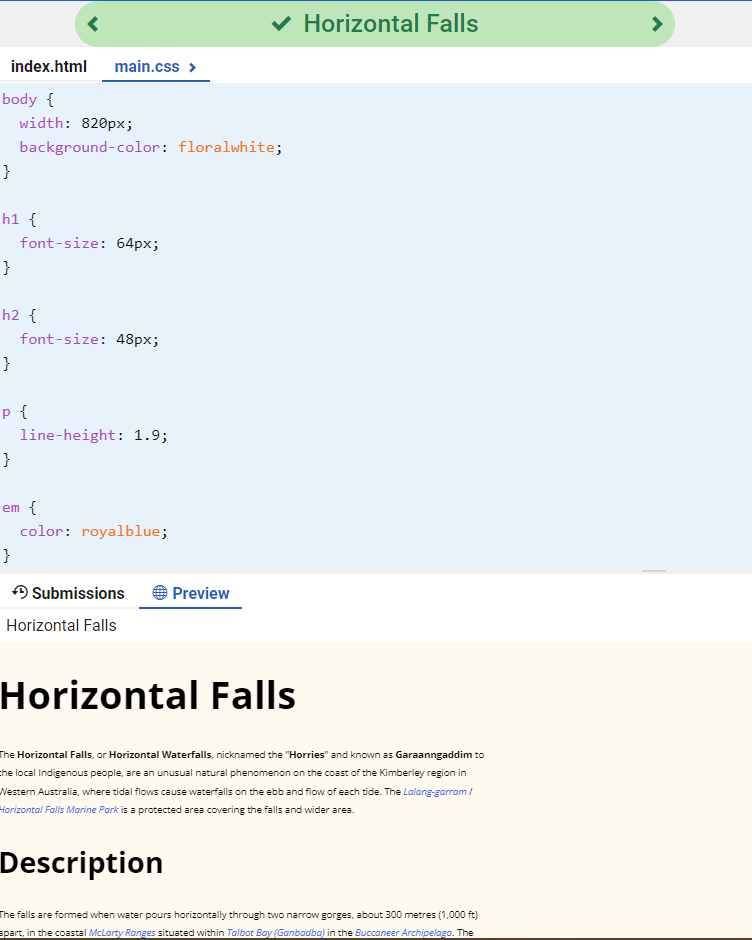 Horizontal Falls
index.html main.css
body {
  width: 820px;
  background-color: floralwhite;
}
h1 {
  font-size: 64px;
}
h2 {
  font-size: 48px;
}
p {
  line-height: 1.9;
}
em {
  color: royalblue;
}
Submissions Preview
Horizontal Falls
Horizontal Falls
The Horizontal Falls, or Horizontal Waterfalls, nicknamed the "Horries" and known as Garaanngaddim to
the local Indigenous people, are an unusual natural phenomenon on the coast of the Kimberley region in
Western Australia, where tidal flows cause waterfalls on the ebb and flow of each tide. The Lalang-garram /
Horizontal Falls Marine Park is a protected area covering the falls and wider area.
Description
The falls are formed when water pours horizontally through two narrow gorges, about 300 metres (1,000 ft)
apart, in the coastal McLarty Ranges situated within Talbot Bay (Ganbadba) in the Buccaneer Archipelago. The